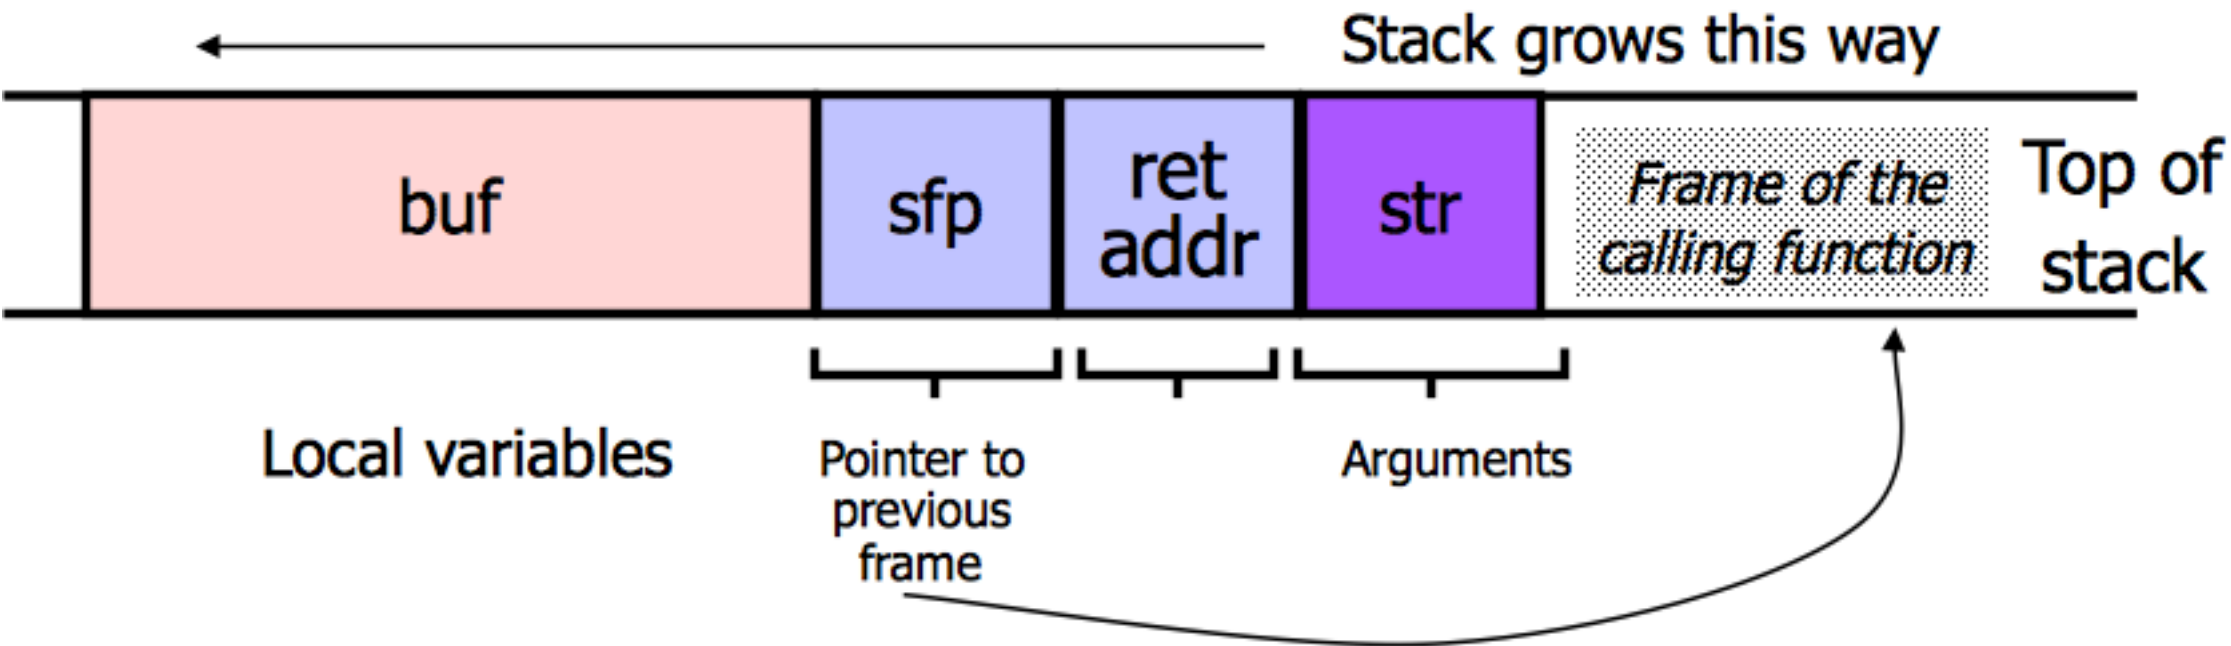 Stack grows this way
buf
sfp
ret
addr
str
Frame of the
calling function
Top of
stack
Local variables
Pointer to
previous
frame
Arguments